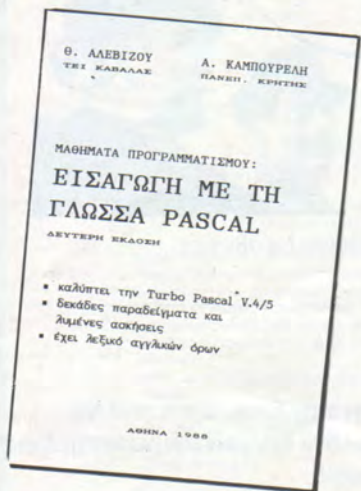 Θ. ΑΛΕΒΙΖΟΥ Α. ΚΑΜΠΟΥΡΕΛΗ
ΤΕΙ ΚΑΒΑΛΑΣ ΠΑΝΕΠ. ΚΡΗΤΗΣ
ΜΑΘΗΜΑΤΑ ΠΡΟΓΡΑΜΜΑΤΙΣΜΟΥ:
ΕΙΣΑΓΩΓΗ ΜΕ ΤΗ
ΓΛΩΣΣΑ PASCAL
ΔΕΥΤΕΡΗ ΕΚΔΟΣΗ
▪ καλύπτει την Turbo Pascal V.4/5
▪ δεκάδες παραδείγματα και
λυμένες ασκήσεις
▪ έχει λεξικό αγγλικών όρων
ΑΘΗΝΑ 1988